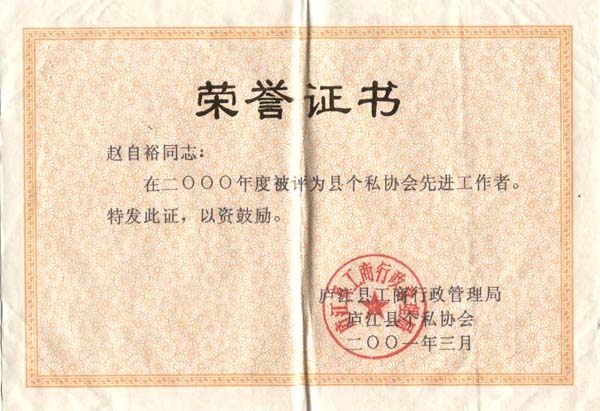 荣誉证书
赵自裕同志：
在二〇〇〇年度被评为县个私协会先进工作者。
特发此证，以资鼓励。
庐江县工商行政管理局
庐江县个私协会
二〇〇一年三月